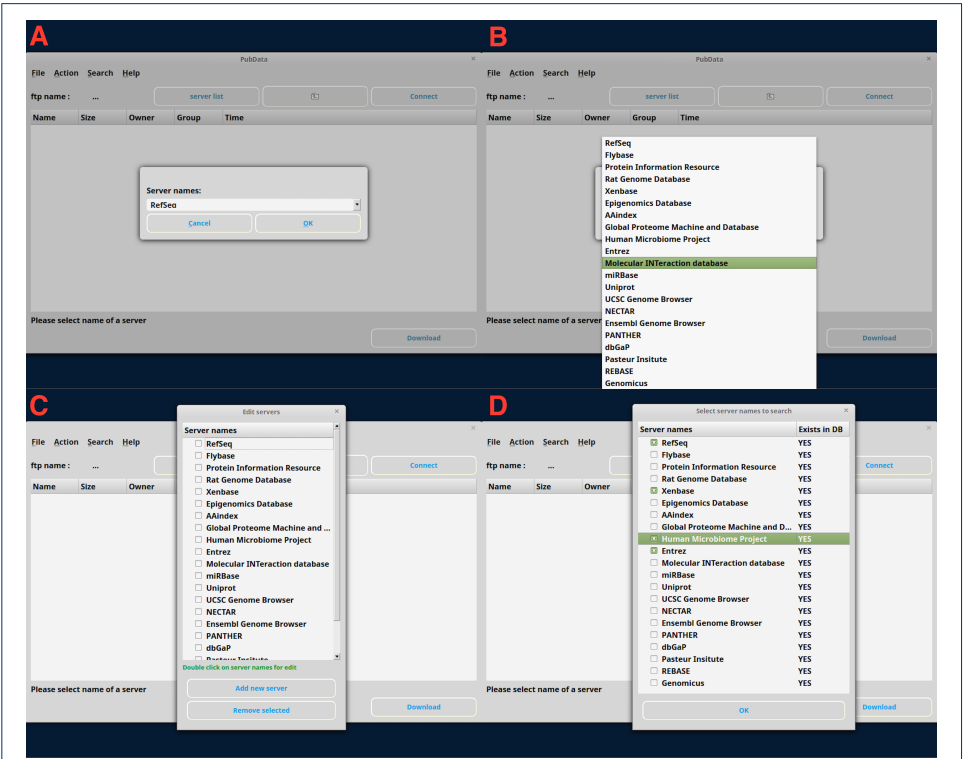 A
PubData ×
File Action Search Help
ftp name : ... server list Connect
Name Size Owner Group Time
Server names:
RefSeq
Cancel OK
Please select name of a server
Download
B
PubData ×
File Action Search Help
ftp name : ... server list Connect
Name Size Owner Group Time
RefSeq
Flybase
Protein Information Resource
Rat Genome Database
Xenbase
Epigenomics Database
AAindex
Global Proteome Machine and Database
Human Microbiome Project
Entrez
Molecular INTeraction database
miRBase
Uniprot
UCSC Genome Browser
NECTAR
Ensembl Genome Browser
PANTHER
dbGaP
Pasteur Insitute
REBASE
Genomicus
Please select name of a server
Download
C
Edit servers ×
×
File Action Search Help
ftp name : ... Connect
Name Size Owner
Server names
RefSeq
Flybase
Protein Information Resource
Rat Genome Database
Xenbase
Epigenomics Database
AAindex
Global Proteome Machine and ...
Human Microbiome Project
Entrez
Molecular INTeraction database
miRBase
Uniprot
UCSC Genome Browser
NECTAR
Ensembl Genome Browser
PANTHER
dbGaP
Pasteur Insitute
Double click on server names for edit
Add new server
Remove selected
Please select name of a server
Download
D
Select server names to search ×
×
File Action Search Help
ftp name : ... Connect
Name Size Owner
Server names Exists in DB
RefSeq YES
Flybase YES
Protein Information Resource YES
Rat Genome Database YES
Xenbase YES
Epigenomics Database YES
AAindex YES
Global Proteome Machine and D... YES
Human Microbiome Project YES
Entrez YES
Molecular INTeraction database YES
miRBase YES
Uniprot YES
UCSC Genome Browser YES
NECTAR YES
Ensembl Genome Browser YES
PANTHER YES
dbGaP YES
Pasteur Insitute YES
REBASE YES
Genomicus YES
OK
Please select name of a server
Download